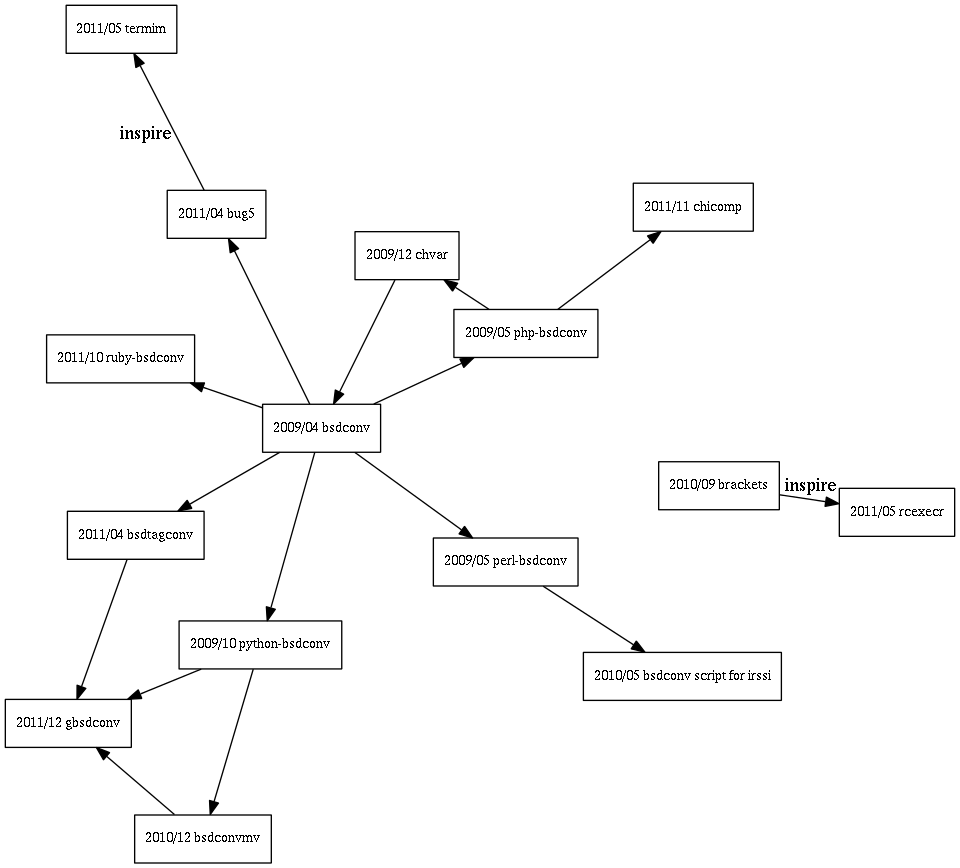 2011/05 termim
inspire
2011/04 bug5
2011/11 chicomp
2009/12 chvar
2009/05 php-bsdconv
2011/10 ruby-bsdconv
2009/04 bsdconv
2010/09 brackets
inspire
2011/05 rcexecr
2011/04 bsdtagconv
2009/05 perl-bsdconv
2009/10 python-bsdconv
2010/05 bsdconv script for irssi
2011/12 gbsdconv
2010/12 bsdconvmv